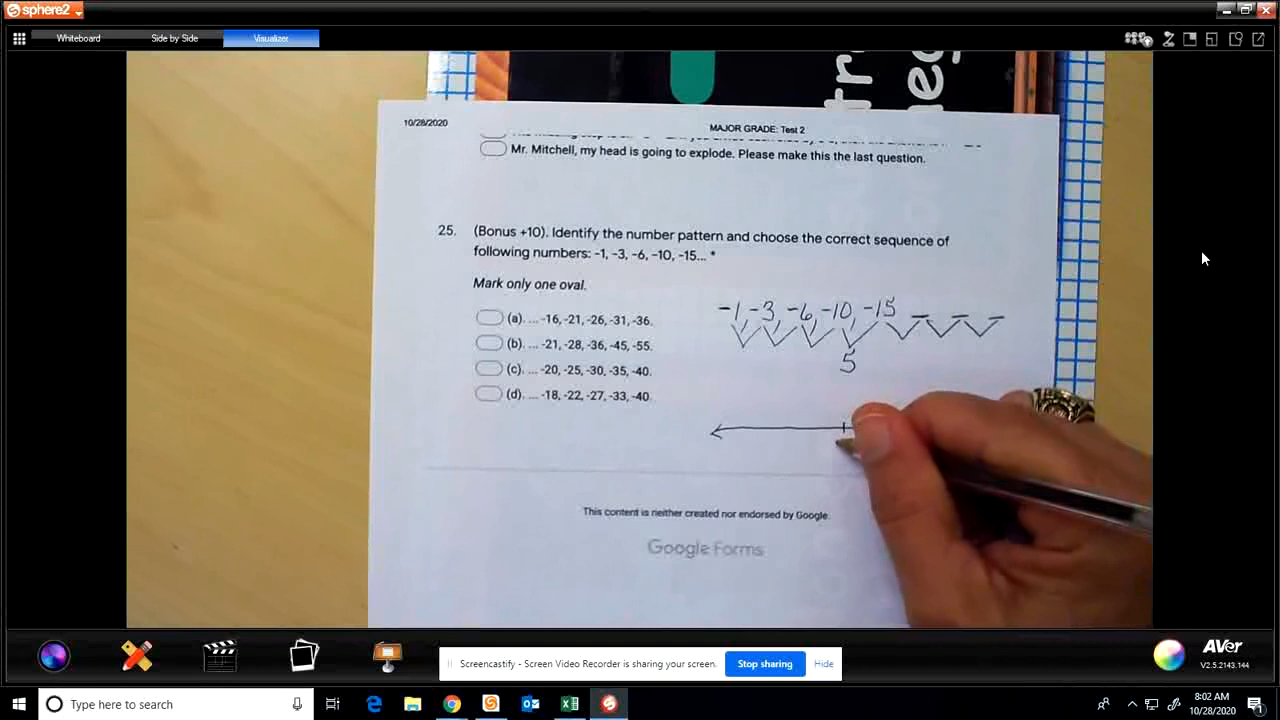 sphere2
Whiteboard
Side by Side
Visualizer
10/28/2020
MAJOR GRADE: Test 2
Mr. Mitchell, my head is going to explode. Please make this the last question.
25. (Bonus +10). Identify the number pattern and choose the correct sequence of
following numbers: -1, -3, -6, -10, -15... *
Mark only one oval.
(a). ... -16, -21, -26, -31, -36.
(b). ... -21, -28, -36, -45, -55.
(c). ... -20, -25, -30, -35, -40.
(d). ... -18, -22, -27, -33, -40.
-1, -3, -6, -10, -15
5
This content is neither created nor endorsed by Google.
Google Forms
Screencastify - Screen Video Recorder is sharing your screen.
Stop sharing
Hide
AVer
V2.5.2143.144
Type here to search
8:02 AM
10/28/2020
1